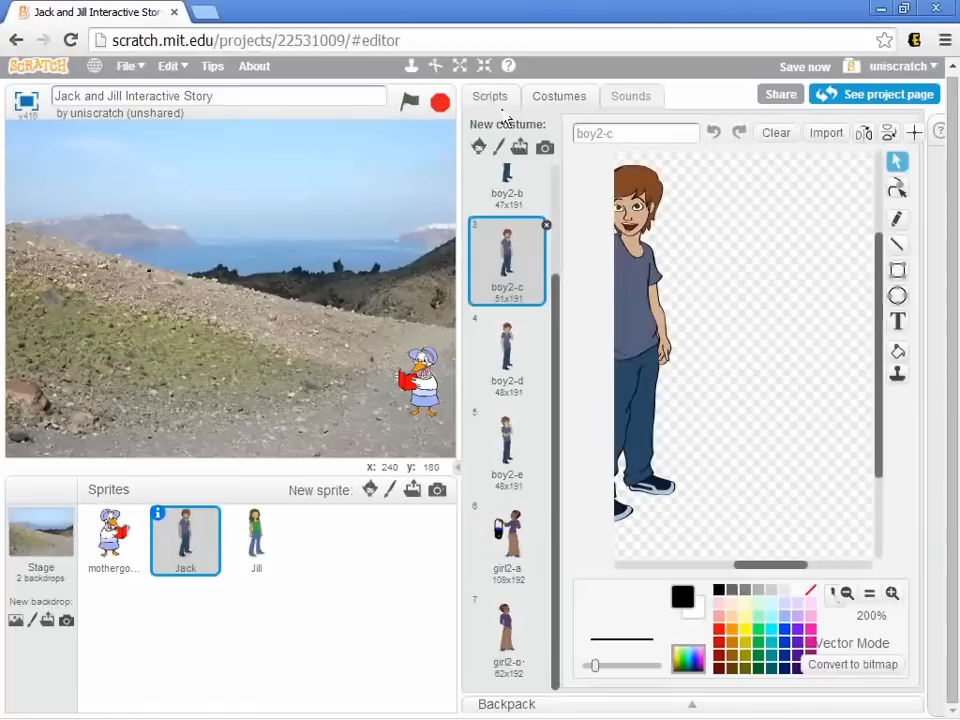 Jack and Jill Interactive Stor
scratch.mit.edu/projects/22531009/#editor
SCRATCH
File Edit Tips About
Save now uniscratch
Jack and Jill Interactive Story
by uniscratch (unshared)
v416
Scripts Costumes Sounds
Share See project page
New costume:
boy2-c
Clear Import
boy2-b
47x191
3
boy2-c
51x191
4
boy2-d
48x191
5
boy2-e
48x191
6
girl2-a
109x192
7
62x192
x: 240 y: 180
Sprites New sprite:
mothergo...
Jack
Jill
Stage
2 backdrops
New backdrop:
T
200%
Vector Mode
Convert to bitmap
Backpack